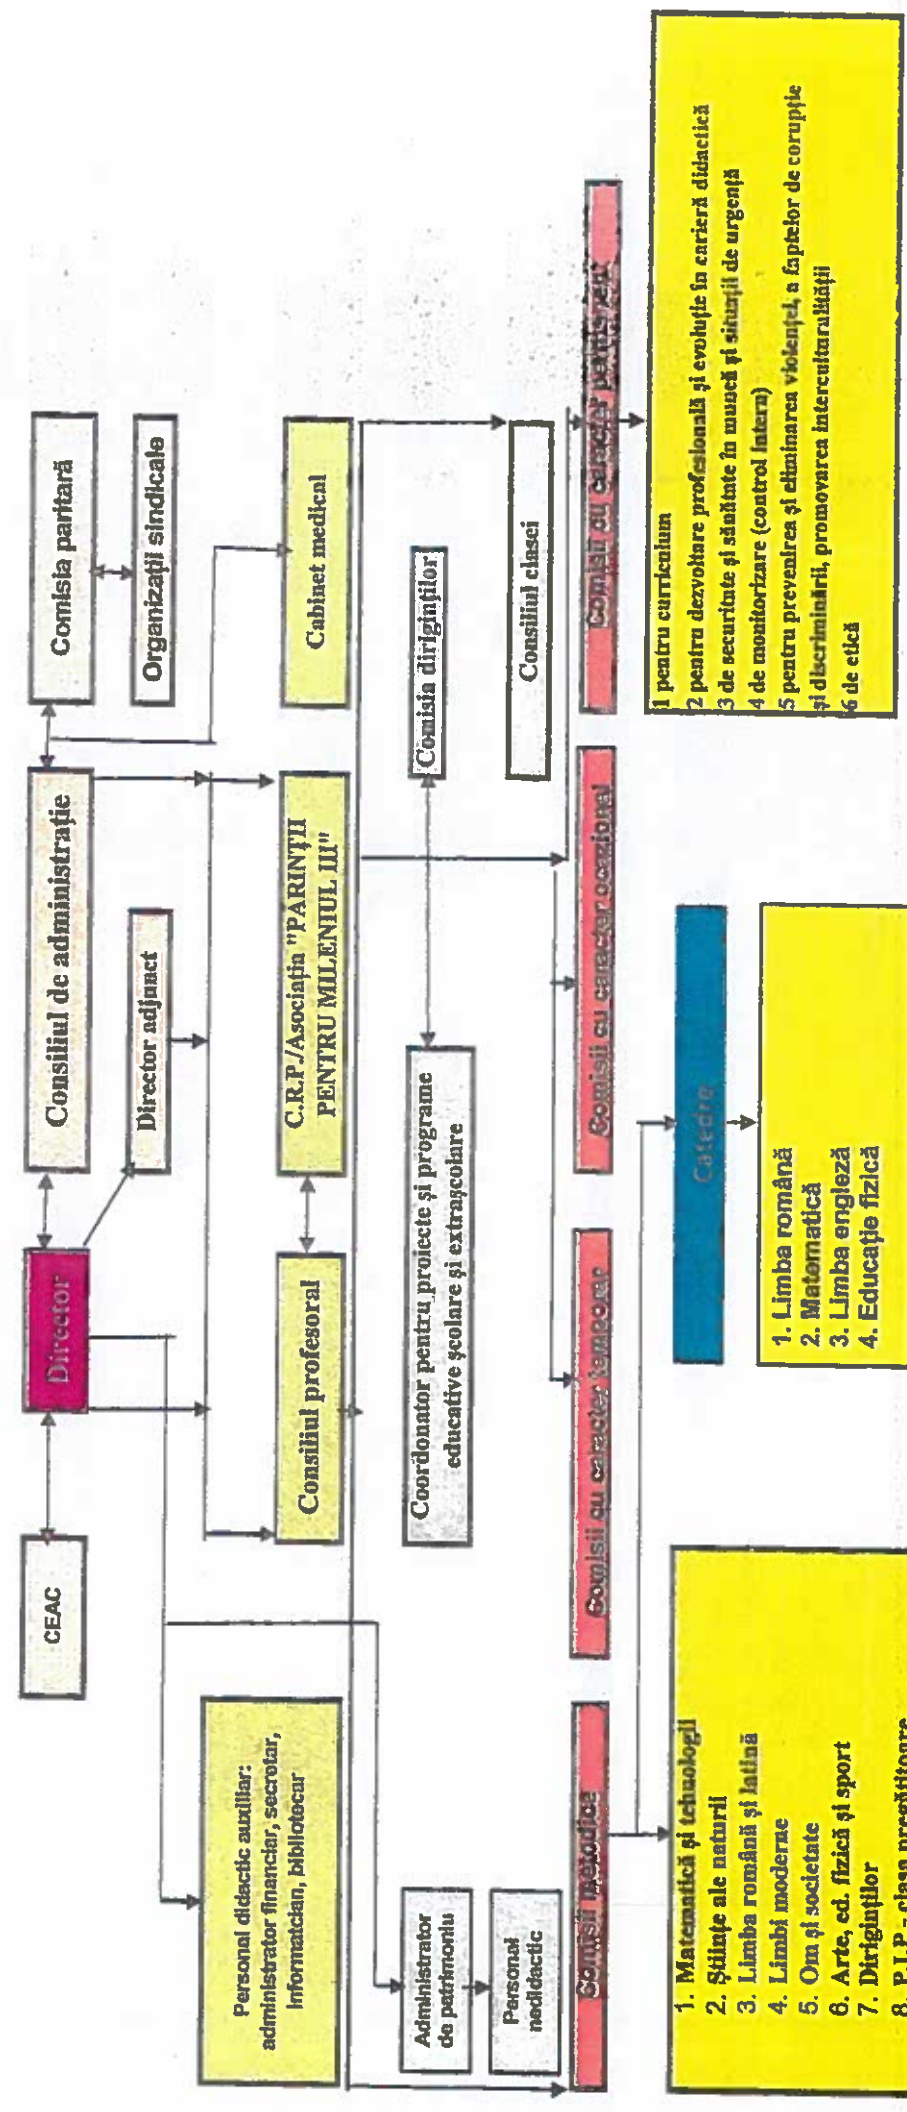 Director
CEAC
Consiliul de administrație
Comisia paritară
Organizații sindicale
Director adjunct
Personal didactic auxiliar:
administrator financiar, secretar,
informatcian, bibliotecar
Consiliul profesoral
C.R.P./Asociația "PARINȚII
PENTRU MILENIUL III"
Cabinet medical
Administrator
de patrimoniu
Personal
nedidactic
Coordonator pentru proiecte și programe
educative școlare și extrașcolare
Comisia diriginților
Consiliul clasei
Comisii metodice
Comisii cu caracter temporar
Comisii cu caracter ocazional
Comisii cu caracter permanent
1. Matematică și tehnologii
2. Științe ale naturii
3. Limba română și latină
4. Limbi moderne
5. Om și societate
6. Arte, ed. fizică și sport
7. Diriginților
8. P.I.P - clasa pregătitoare
Catedre
1. Limba română
2. Matematică
3. Limba engleză
4. Educație fizică
1 pentru curiculum
2 pentru dezvoltare profesională și evoluție în carieră didactică
3 de securitate și sănătate în muncă și situații de urgență
4 de monitorizare (control intern)
5 pentru prevenirea și eliminarea violenței, a faptelor de corupție
și discriminării, promovarea interculturalității
6 de etică